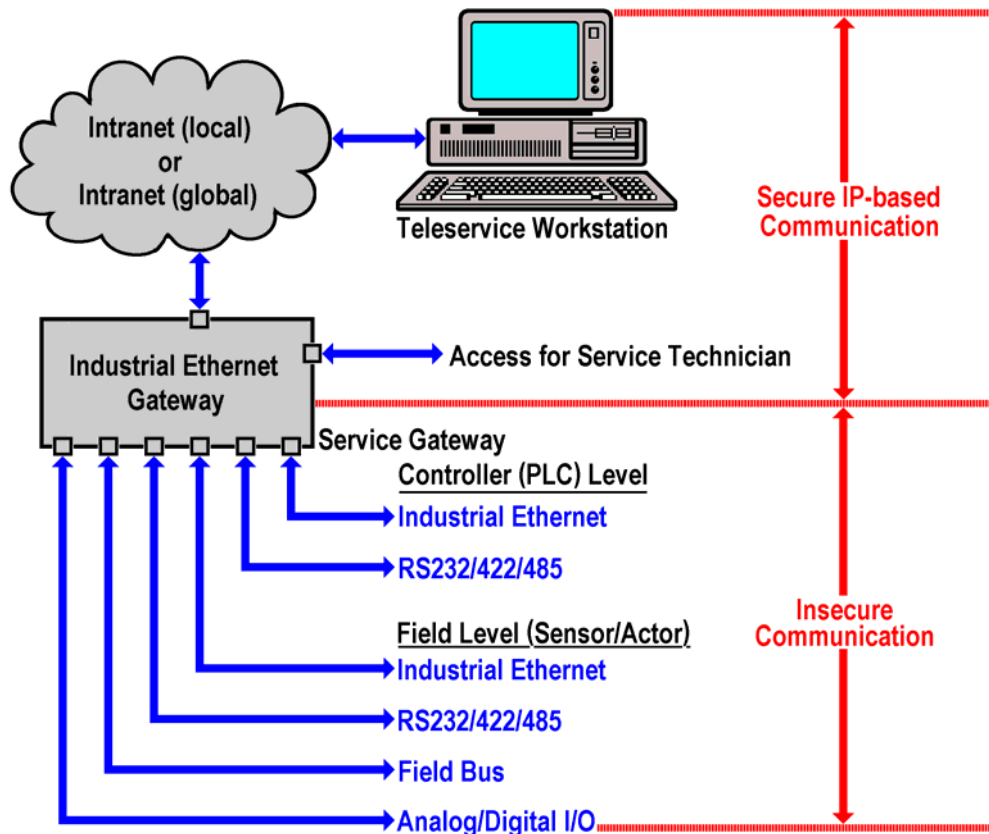 Intranet (local)
or
Intranet (global)
Teleservice Workstation
Secure IP-based
Communication
Industrial Ethernet
Gateway
Access for Service Technician
Service Gateway
Controller (PLC) Level
Industrial Ethernet
RS232/422/485
Field Level (Sensor/Actor)
Industrial Ethernet
RS232/422/485
Field Bus
Analog/Digital I/O
Insecure
Communication